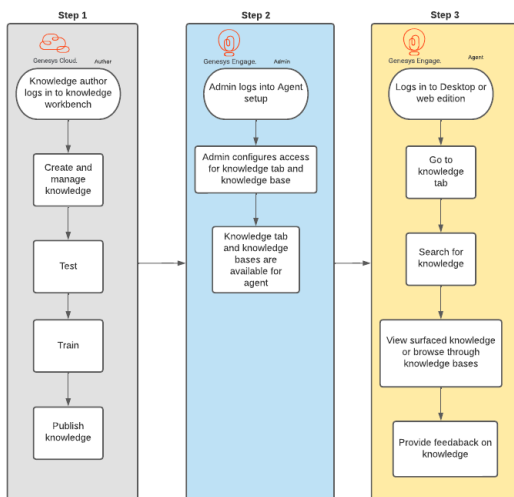 Step 1
Genesys Cloud.
Author
Knowledge author
logs in to knowledge
workbench
Create and
manage
knowledge
Test
Train
Publish
knowledge
Step 2
Genesys Engage.
Admin
Admin logs into Agent
setup
Admin configures access
for knowledge tab and
knowledge base
Knowledge tab
and knowledge
bases are
available for
agent
Step 3
Genesys Engage.
Agent
Logs in to Desktop or
web edition
Go to
knowledge
tab
Search for
knowledge
View surfaced knowledge
or browse through
knowledge bases
Provide feedaback on
knowledge